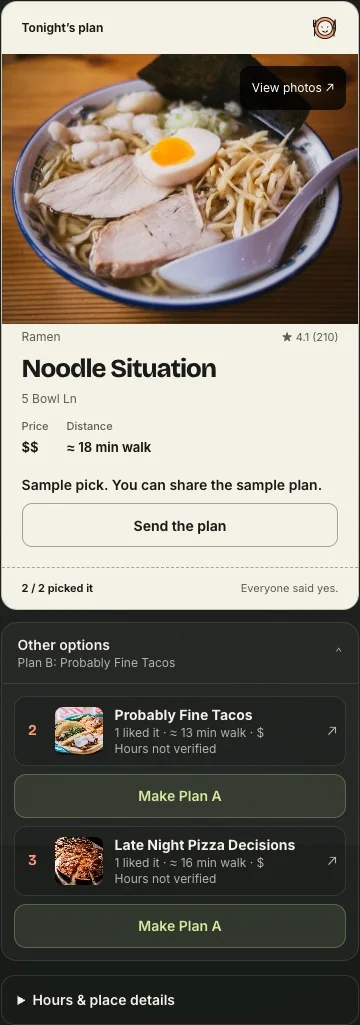 Tonight's plan
View photos ↗
Ramen
★ 4.1 (210)
Noodle Situation
5 Bowl Ln
Price Distance
$$ ≈ 18 min walk
Sample pick. You can share the sample plan.
Send the plan
2 / 2 picked it
Everyone said yes.
Other options
Plan B: Probably Fine Tacos
2
Probably Fine Tacos
1 liked it · ≈ 13 min walk · $
Hours not verified
↗
Make Plan A
3
Late Night Pizza Decisions
1 liked it · ≈ 16 min walk · $
Hours not verified
↗
Make Plan A
▶ Hours & place details